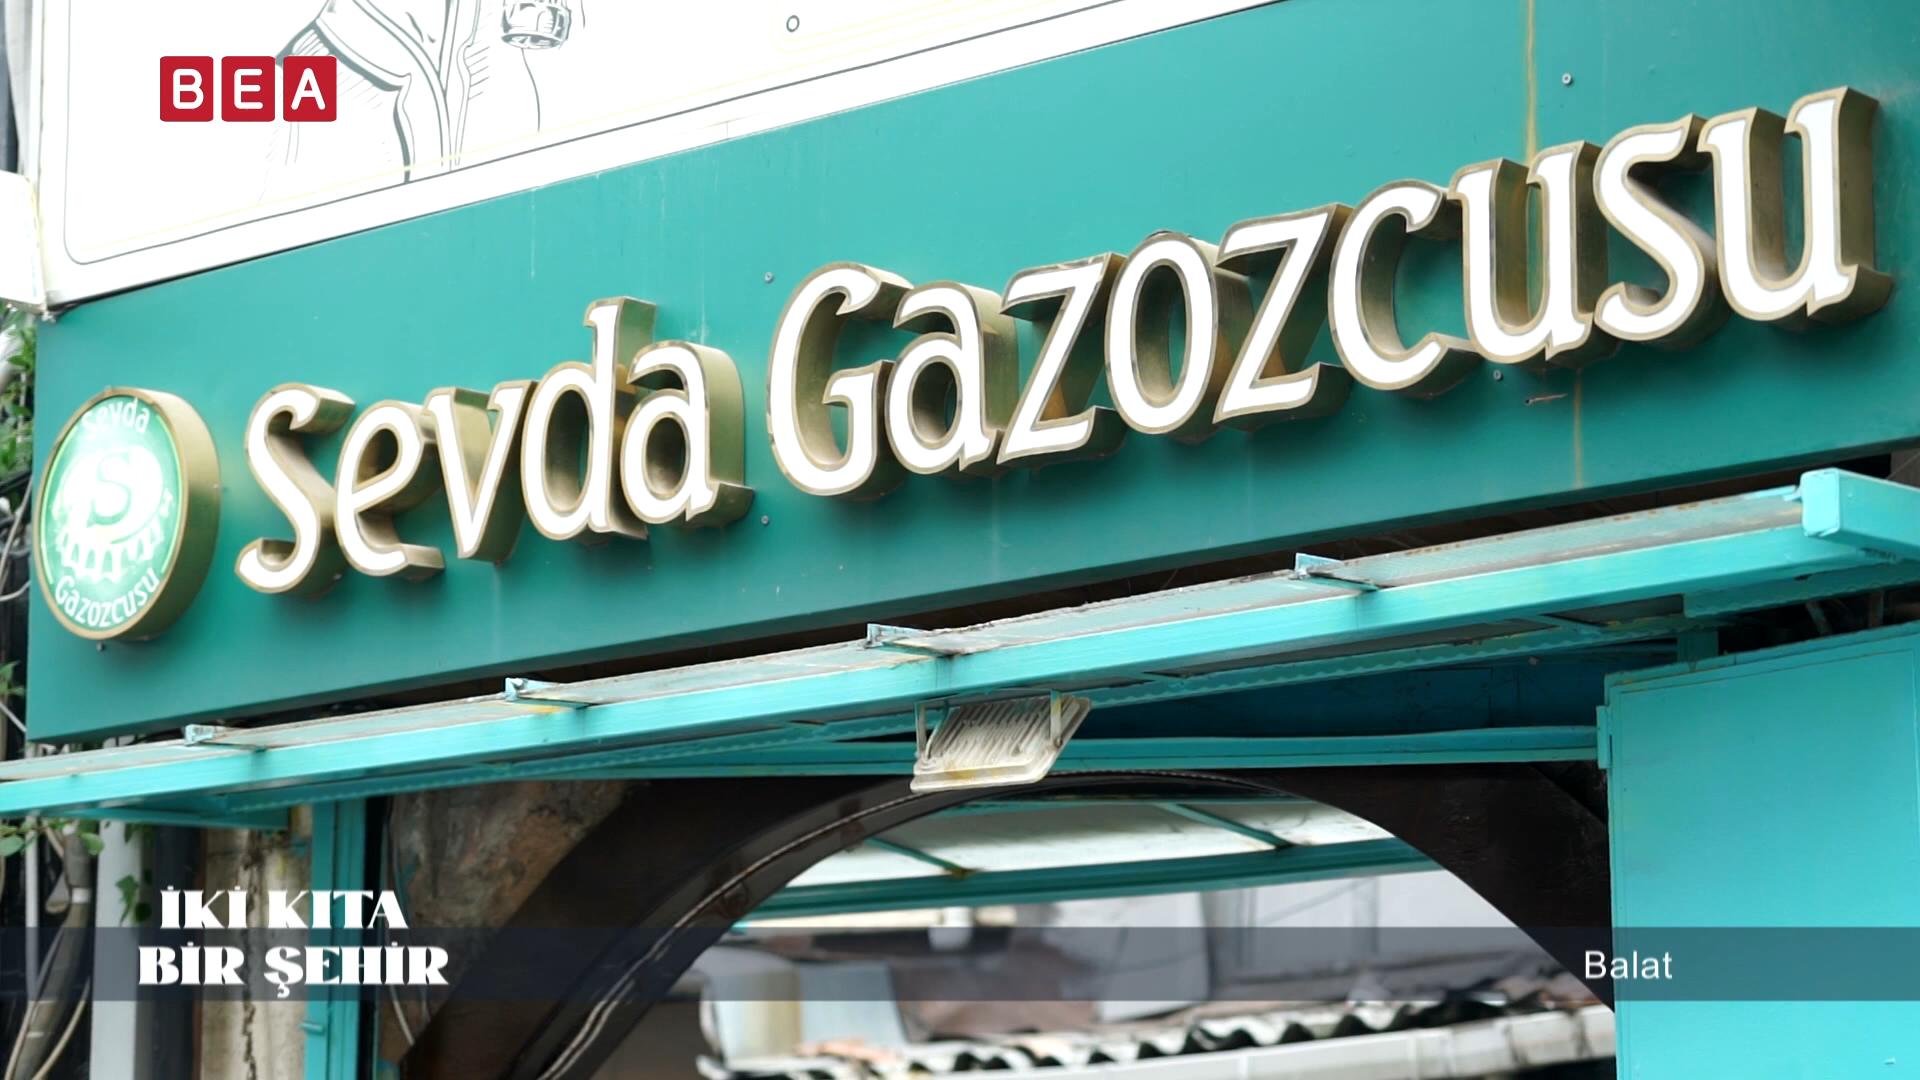 BEA
Sevda Gazozcusu
Sevda
S
Gazozcusu
İKİ KITA
BİR ŞEHİR
Balat